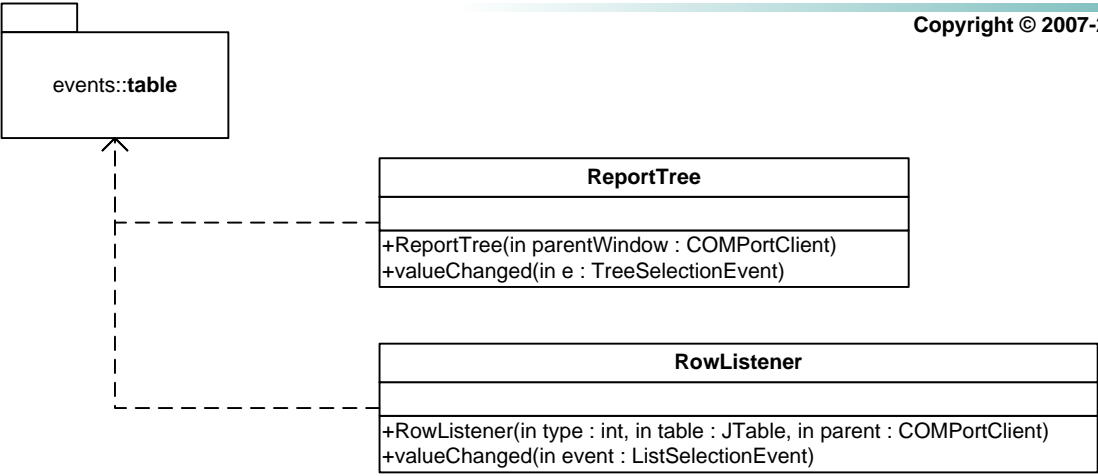 Copyright © 2007-
events::table
ReportTree
+ReportTree(in parentWindow : COMPortClient)
+valueChanged(in e : TreeSelectionEvent)
RowListener
+RowListener(in type : int, in table : JTable, in parent : COMPortClient)
+valueChanged(in event : ListSelectionEvent)